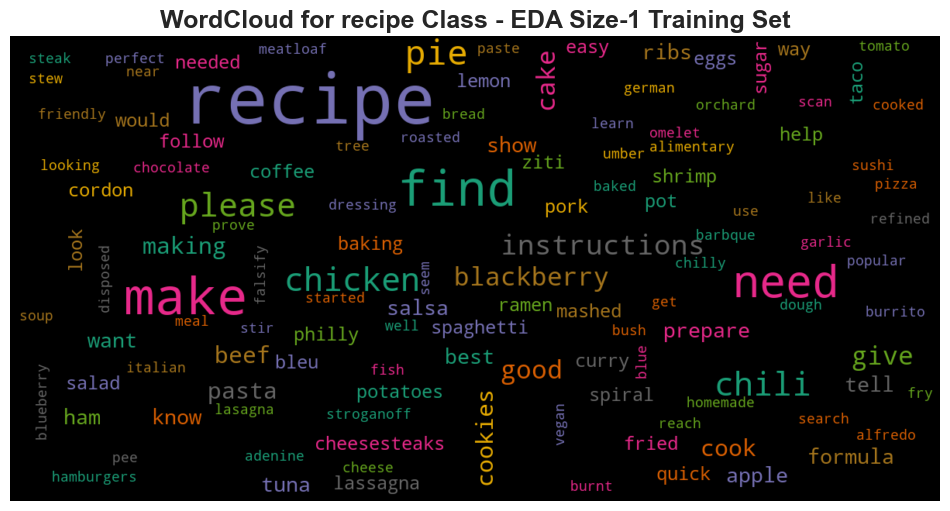 WordCloud for recipe Class - EDA Size-1 Training Set
steak perfect near needed meatloaf pie paste easy ribs eggs sugar way tomato
stew recipe lemon cake german taco
friendly would bread orchard scan cooked
follow tree roasted show learn omelet umber alimentary help
looking chocolate coffee ziti shrimp sushi
cordon find baked pizza
please dressing pork pot use like
prove refined
look making baking instructions barbque garlic
disposed falsify chicken seem blackberry chilly popular
make started salsa ramen mashed get need dough burrito
soup meal stir well spaghetti bush prepare
want philly
beef bleu best good curry blue give
italian fish
blueberry salad pasta potatoes spiral chili tell fry
ham know lasagna stroganoff cookies vegan homemade reach search
pee adenine cheesesteaks fried cook alfredo
cheese formula
hamburgers tuna lassagna burnt quick apple